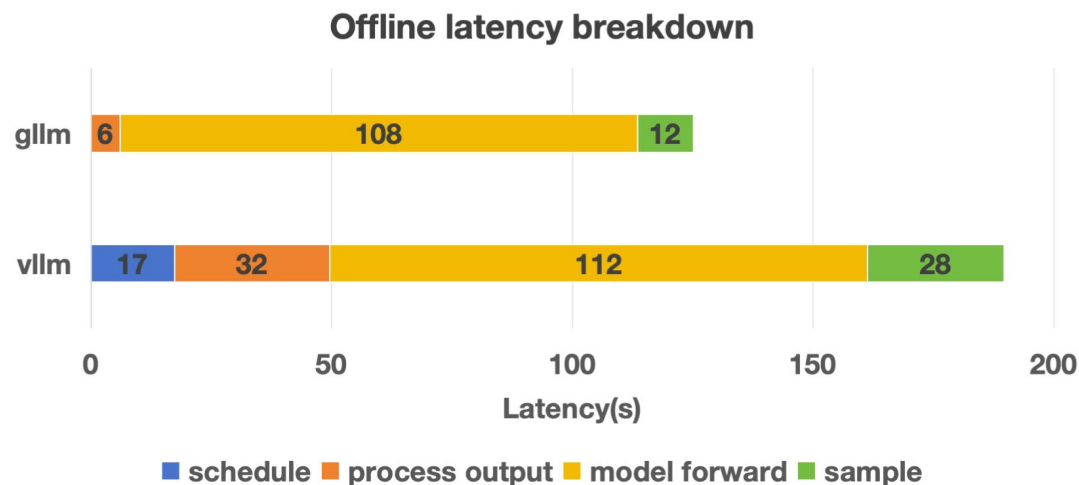 Offline latency breakdown
gllm 6 108 12
vllm 17 32 112 28
0 50 100 150 200
Latency(s)
schedule process output model forward sample